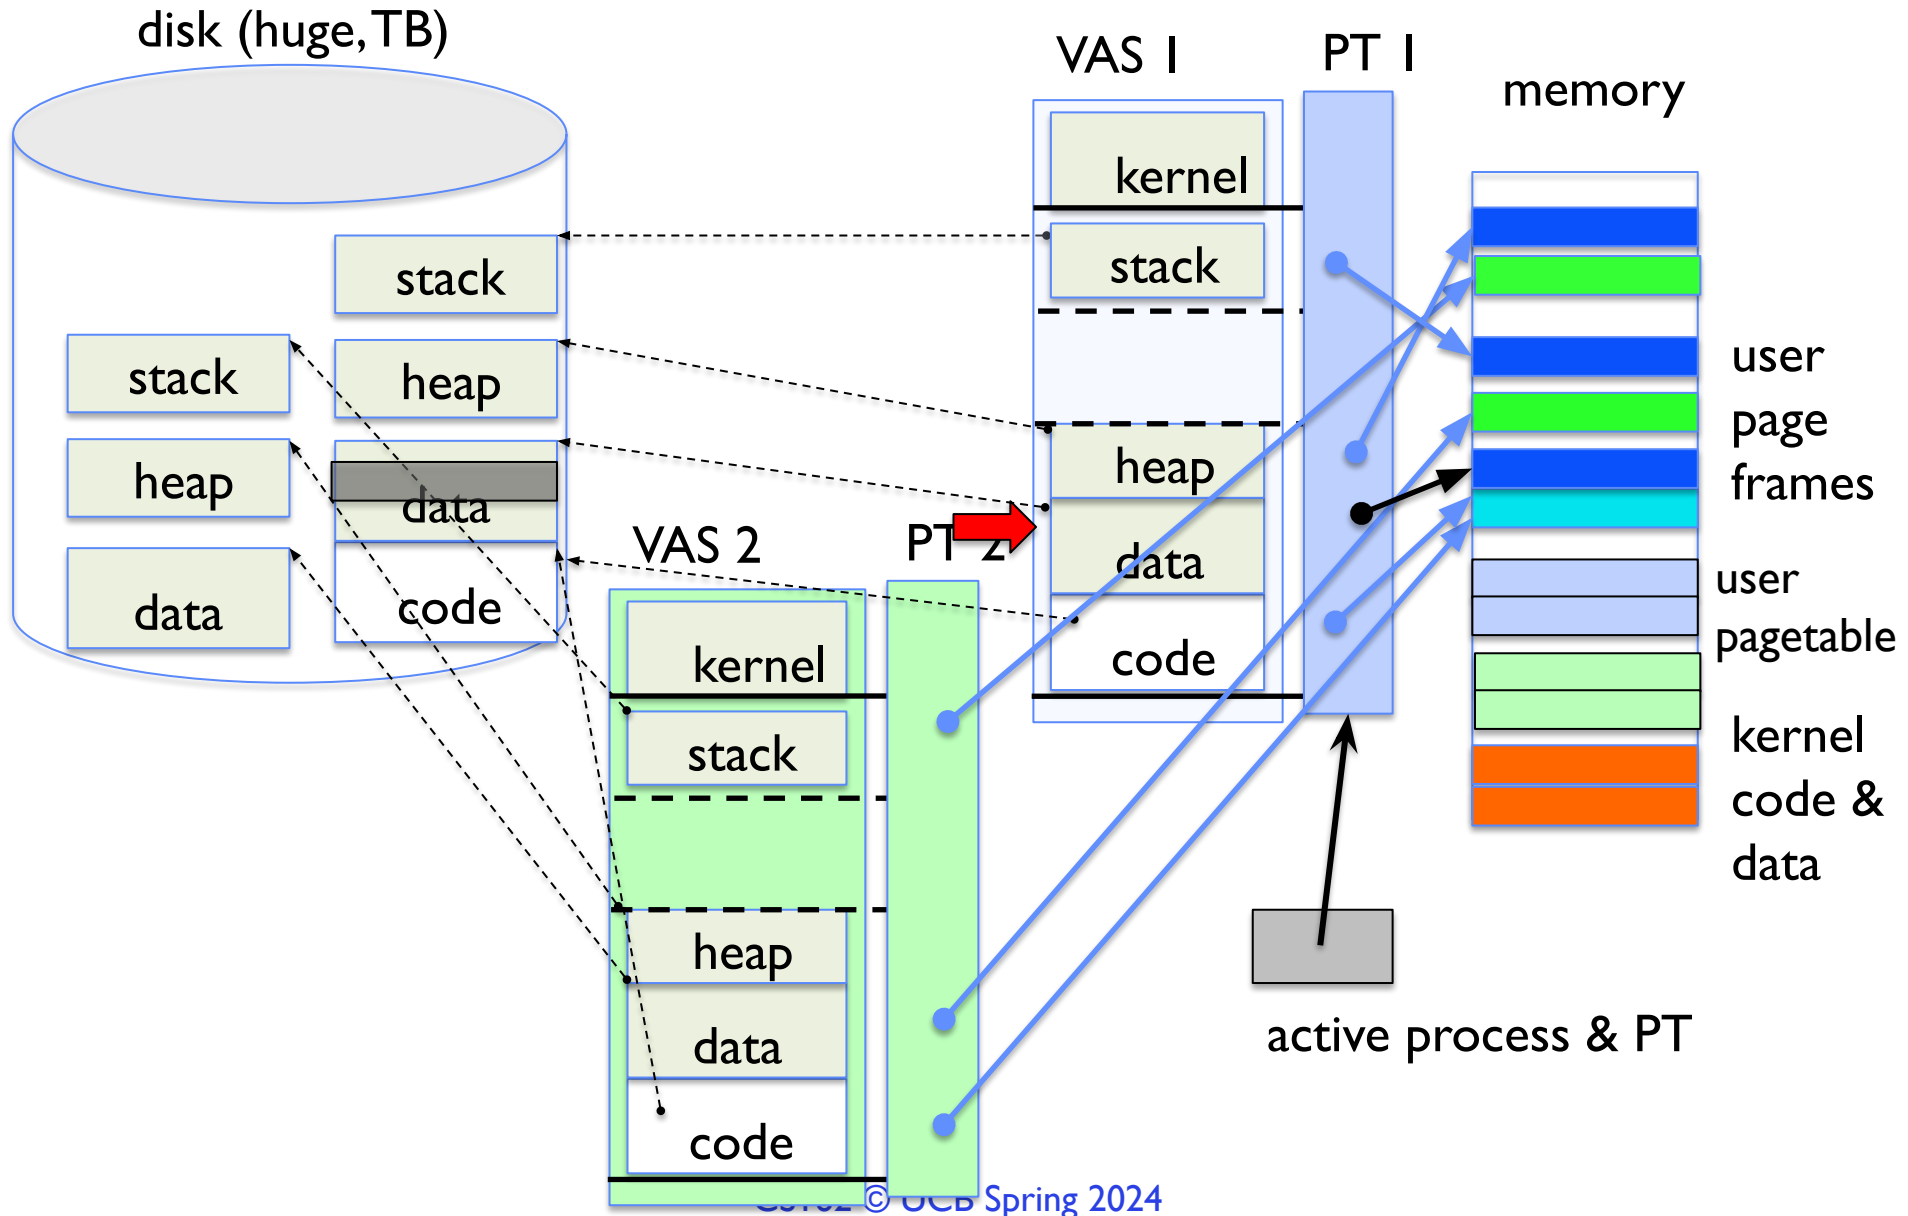 disk (huge, TB)
VAS 1
PT 1
memory
kernel
stack
heap
data
code
stack
heap
data
code
stack
heap
data
VAS 2
PT 2
kernel
stack
heap
data
code
user
page
frames
user
pagetable
kernel
code &
data
active process & PT
© UCB Spring 2024